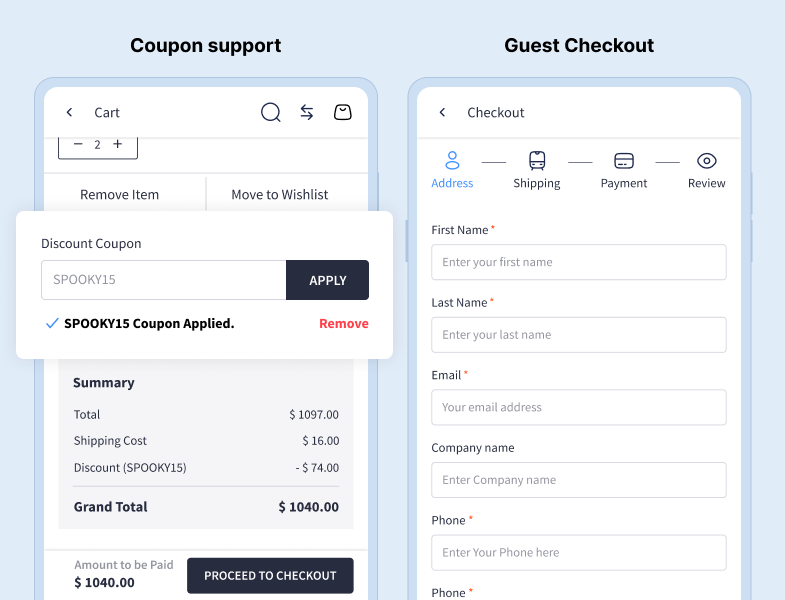 Coupon support
Cart
− 2 +
Remove Item
Move to Wishlist
Discount Coupon
SPOOKY15
APPLY
SPOOKY15 Coupon Applied.
Remove
Summary
Total $ 1097.00
Shipping Cost $ 16.00
Discount (SPOOKY15) - $ 74.00
Grand Total $ 1040.00
Amount to be Paid
$ 1040.00
PROCEED TO CHECKOUT
Guest Checkout
Checkout
Address
Shipping
Payment
Review
First Name *
Enter your first name
Last Name *
Enter your last name
Email *
Your email address
Company name
Enter Company name
Phone *
Enter Your Phone here
Phone *